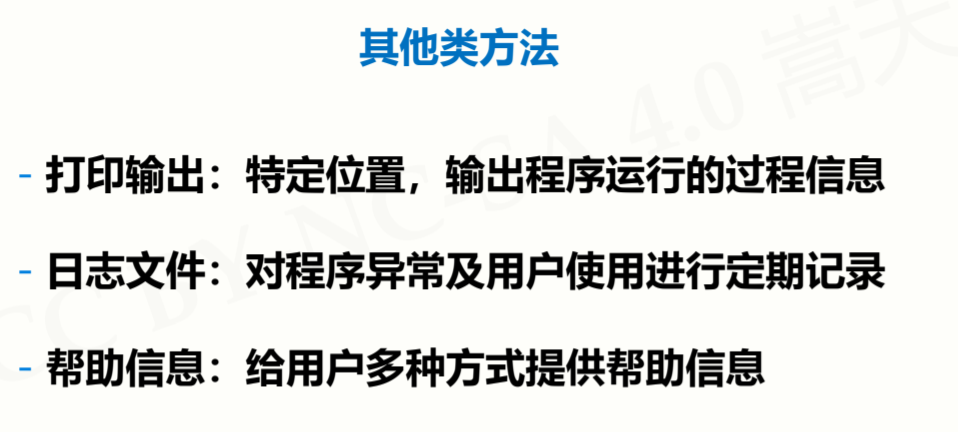 其他类方法
- 打印输出：特定位置，输出程序运行的过程信息
- 日志文件：对程序异常及用户使用进行定期记录
- 帮助信息：给用户多种方式提供帮助信息
CC BY NC SA 4.0 嵩天